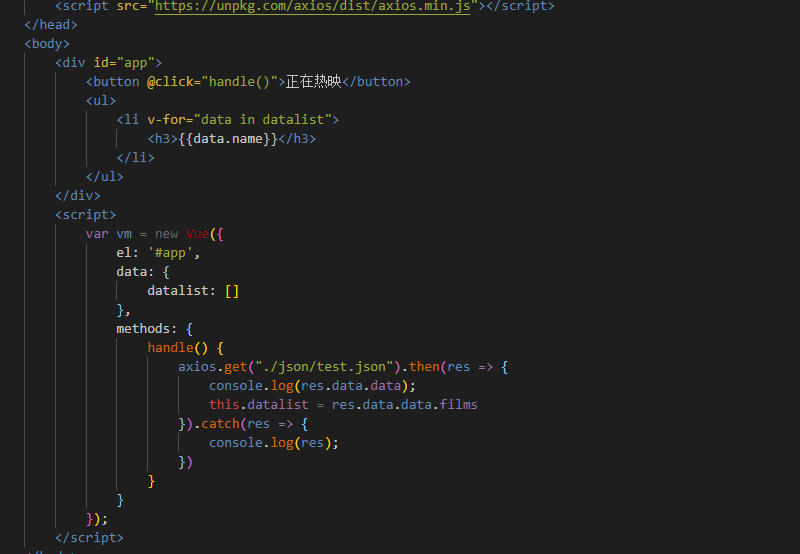 <script src="https://unpkg.com/axios/dist/axios.min.js"></script>
</head>
<body>
<div id="app">
<button @click="handle()">正在热映</button>
<ul>
<li v-for="data in datalist">
<h3>{{data.name}}</h3>
</li>
</ul>
</div>
<script>
var vm = new Vue({
el: '#app',
data: {
datalist: []
},
methods: {
handle() {
axios.get("./json/test.json").then(res => {
console.log(res.data.data);
this.datalist = res.data.data.films
}).catch(res => {
console.log(res);
})
}
}
});
</script>